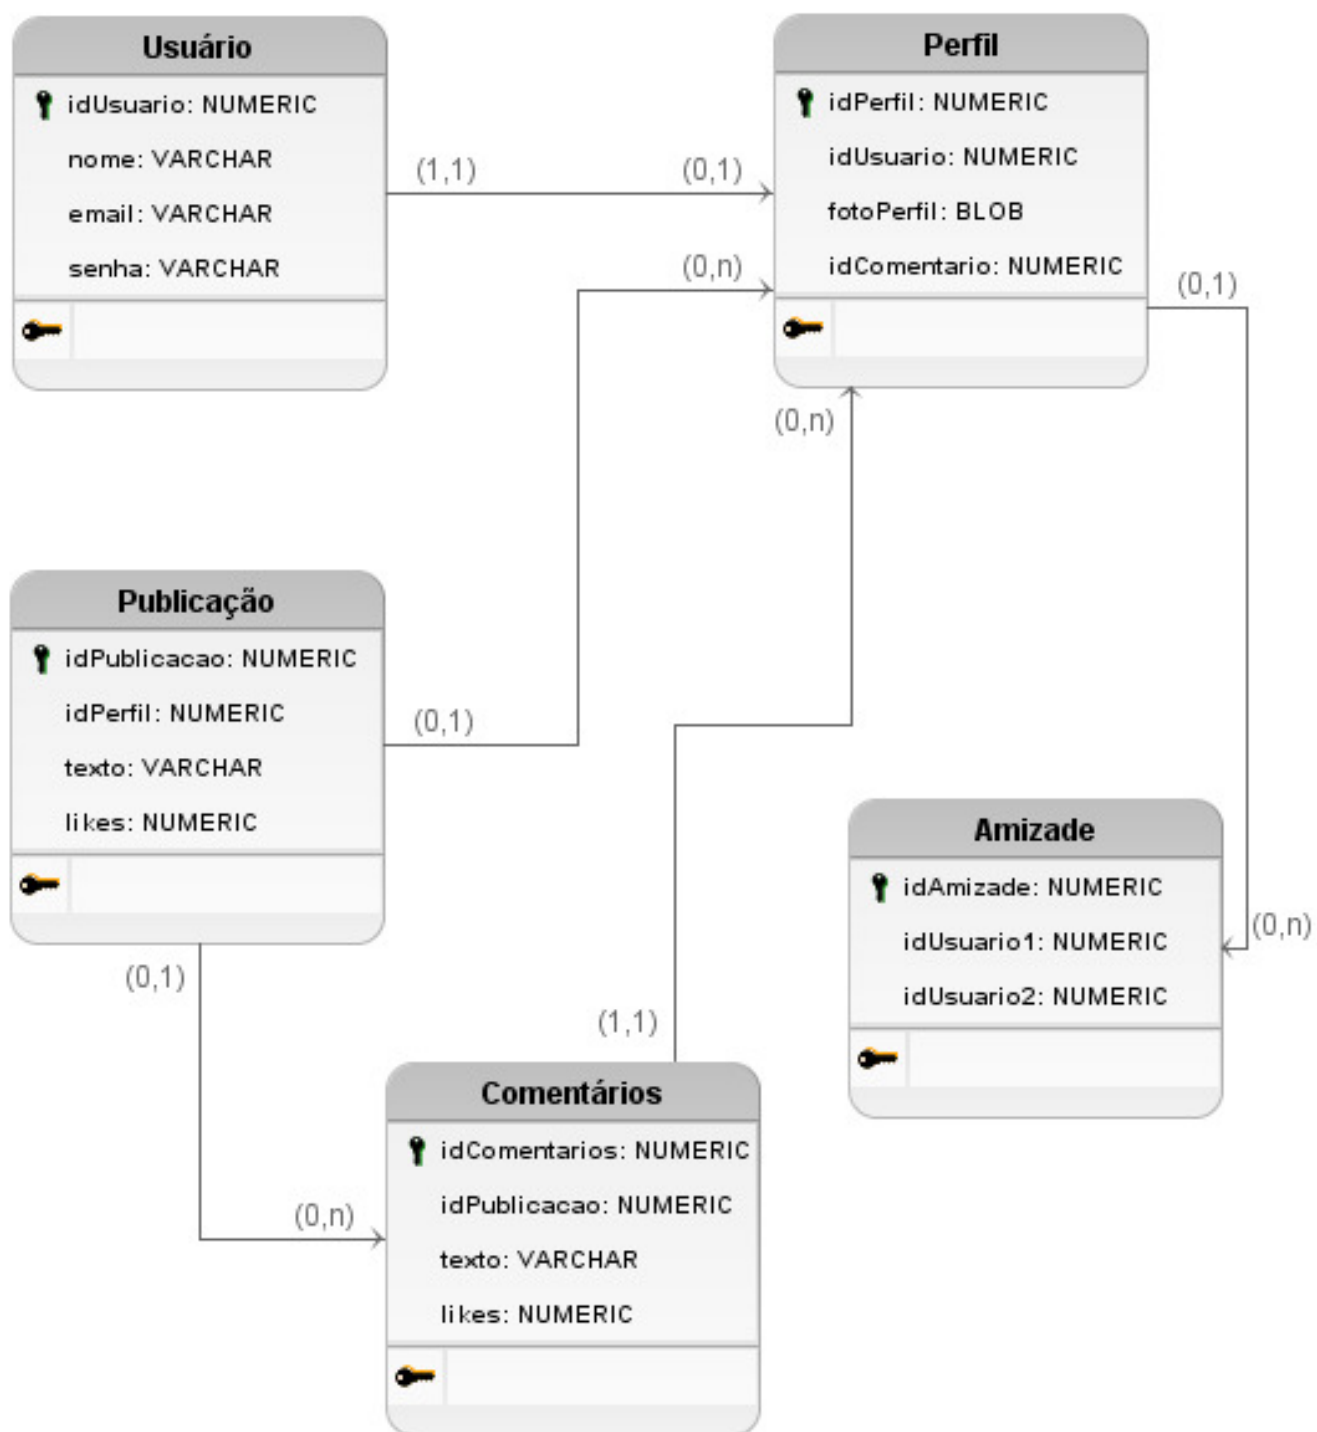 Usuário
idUsuario: NUMERIC
nome: VARCHAR
email: VARCHAR
senha: VARCHAR
(1,1)
(0,1)
(0,n)
Perfil
idPerfil: NUMERIC
idUsuario: NUMERIC
fotoPerfil: BLOB
idComentario: NUMERIC
(0,1)
(0,n)
Publicação
idPublicacao: NUMERIC
idPerfil: NUMERIC
texto: VARCHAR
likes: NUMERIC
(0,1)
(0,1)
Amizade
idAmizade: NUMERIC
idUsuario1: NUMERIC
idUsuario2: NUMERIC
(0,n)
(1,1)
(0,n)
Comentários
idComentarios: NUMERIC
idPublicacao: NUMERIC
texto: VARCHAR
likes: NUMERIC